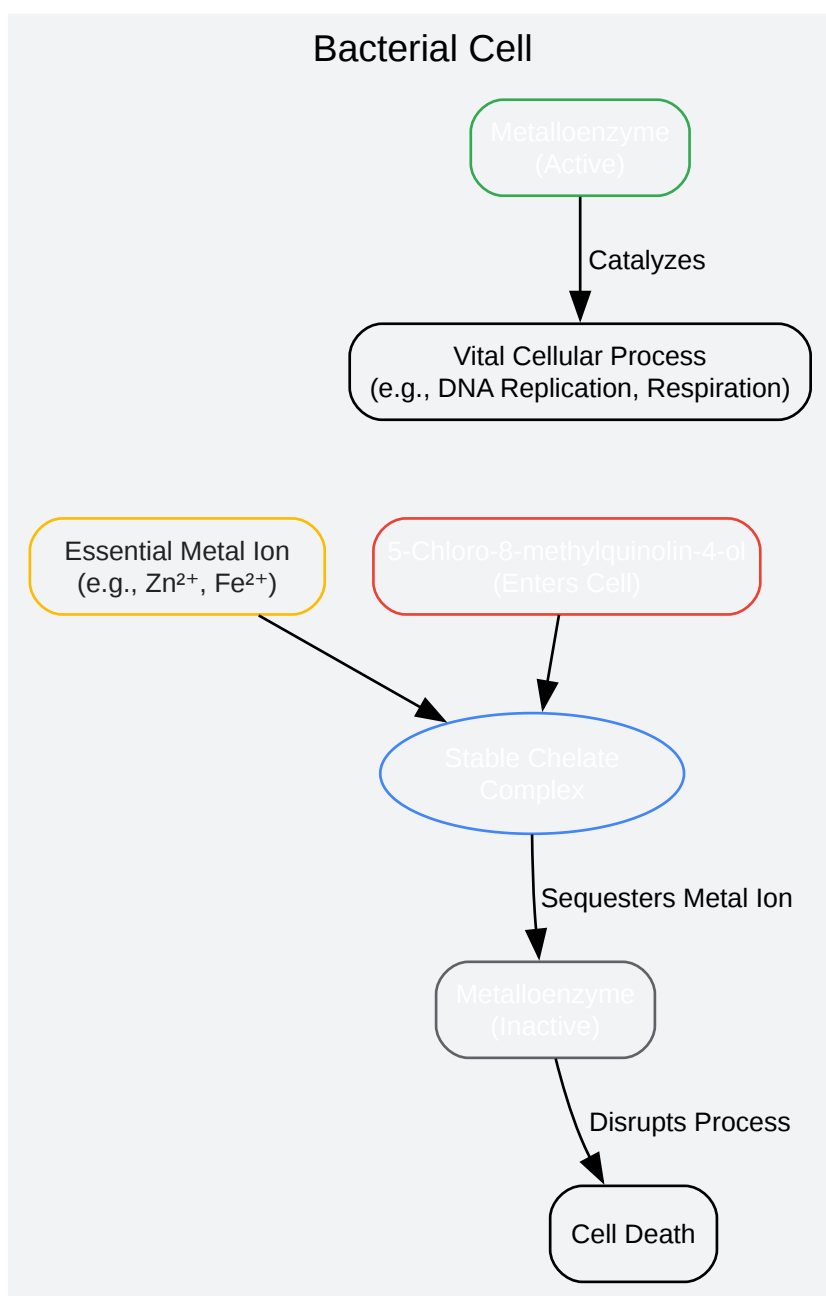 Bacterial Cell
Metalloenzyme
(Active)
Catalyzes
Vital Cellular Process
(e.g., DNA Replication, Respiration)
Essential Metal Ion
(e.g., Zn²⁺, Fe²⁺)
5-Chloro-8-methylquinolin-4-ol
(Enters Cell)
Stable Chelate
Complex
Sequesters Metal Ion
Metalloenzyme
(Inactive)
Disrupts Process
Cell Death